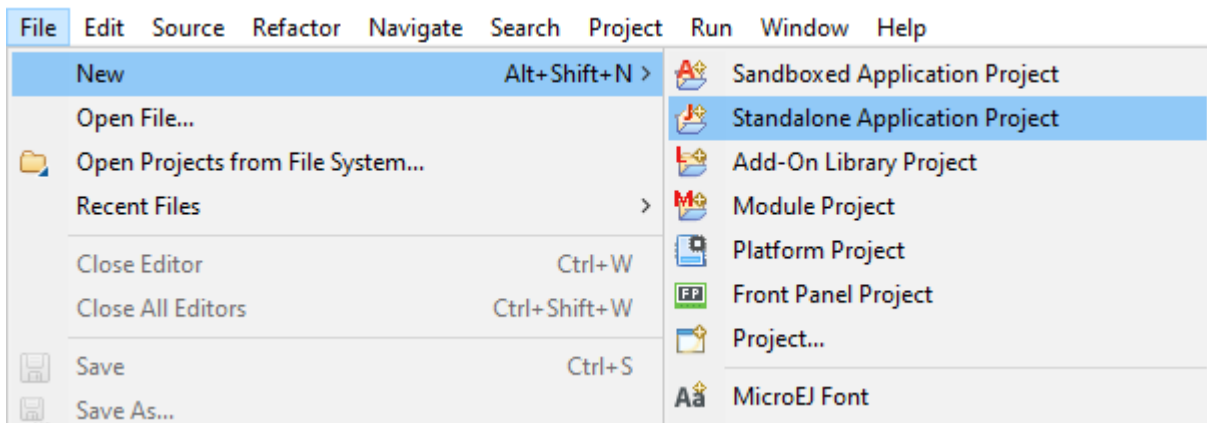 File Edit Source Refactor Navigate Search Project Run Window Help
New Alt+Shift+N >
Open File...
Open Projects from File System...
Recent Files >
Close Editor Ctrl+W
Close All Editors Ctrl+Shift+W
Save Ctrl+S
Save As...
Sandboxed Application Project
Standalone Application Project
Add-On Library Project
Module Project
Platform Project
FP Front Panel Project
Project...
MicroEJ Font